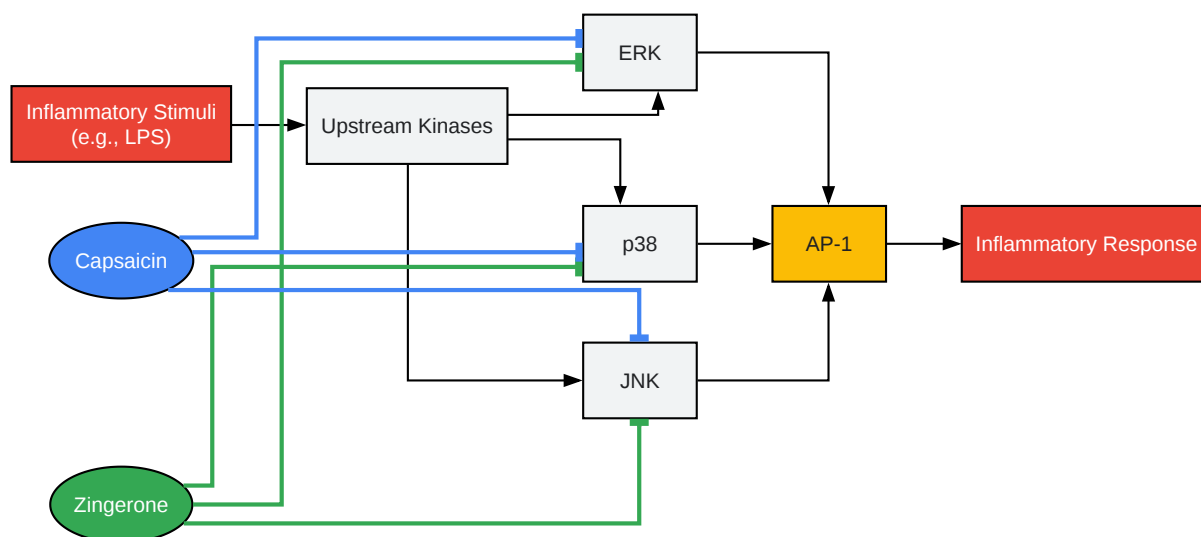 ERK
Inflammatory Stimuli
(e.g., LPS)
Upstream Kinases
p38
AP-1
Inflammatory Response
Capsaicin
JNK
Zingerone